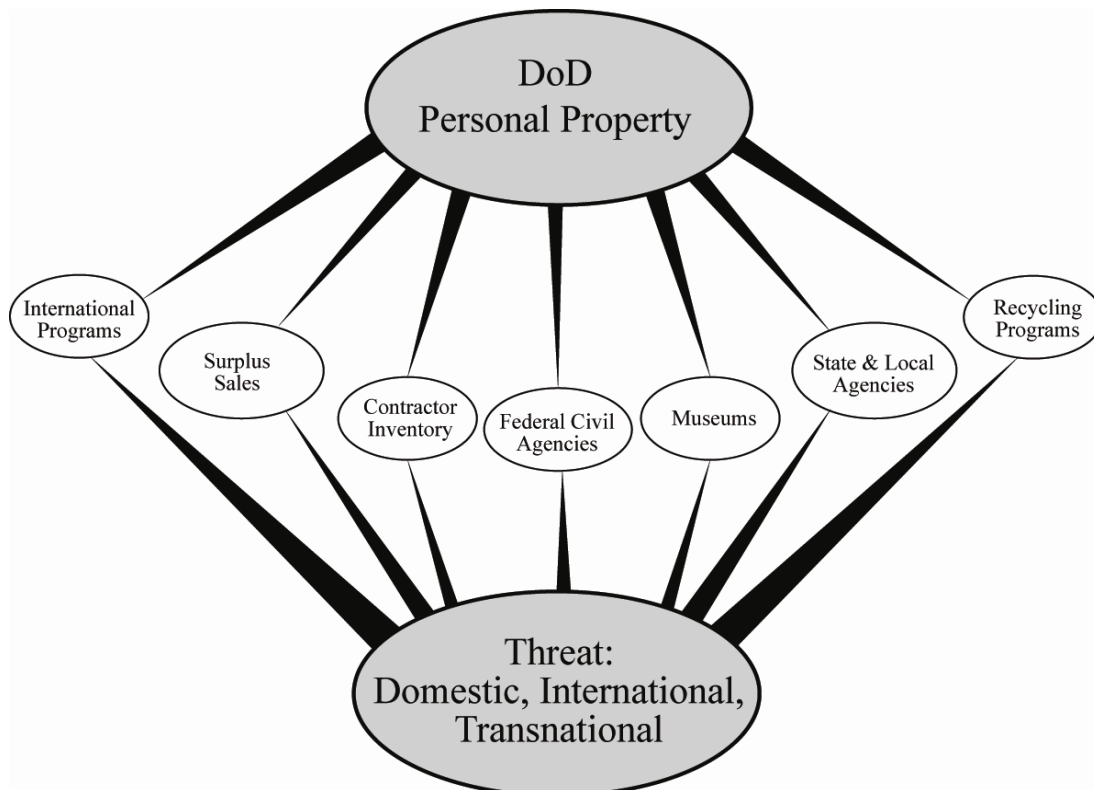 DoD
Personal Property
International
Programs
Surplus
Sales
Contractor
Inventory
Federal Civil
Agencies
Museums
State & Local
Agencies
Recycling
Programs
Threat:
Domestic, International,
Transnational